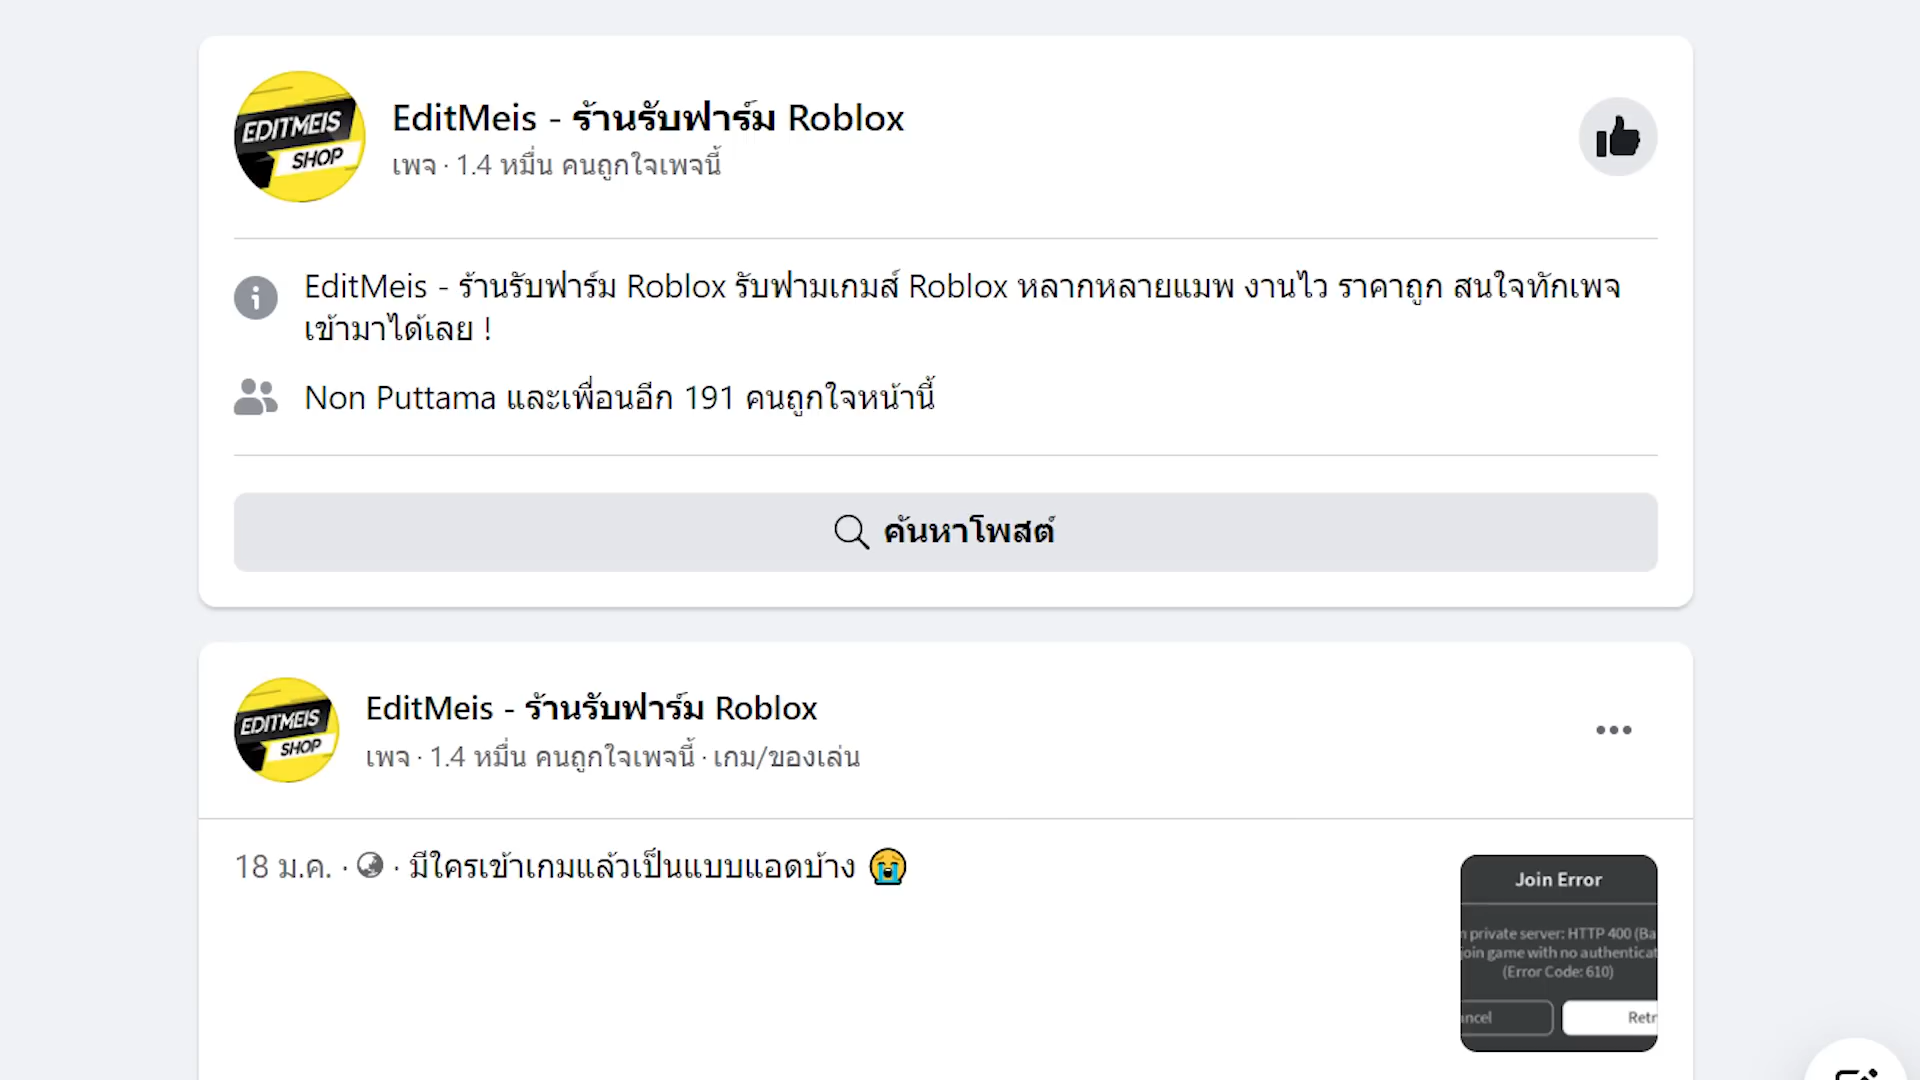 EDITMEIS
SHOP
EditMeis - ร้านรับฟาร์ม Roblox
เพจ · 1.4 หมื่น คนถูกใจเพจนี้
EditMeis - ร้านรับฟาร์ม Roblox รับฟามเกมส์ Roblox หลากหลายแมพ งานไว ราคาถูก สนใจทักเพจ
เข้ามาได้เลย !
Non Puttama และเพื่อนอีก 191 คนถูกใจหน้านี้
ค้นหาโพสต์
EDITMEIS
SHOP
EditMeis - ร้านรับฟาร์ม Roblox
เพจ · 1.4 หมื่น คนถูกใจเพจนี้ · เกม/ของเล่น
18 ม.ค. · มีใครเข้าเกมแล้วเป็นแบบแอดบ้าง 😭
Join Error
private server: HTTP 400 (Ba
join game with no authenticat
(Error Code: 610)
ancel
Retr